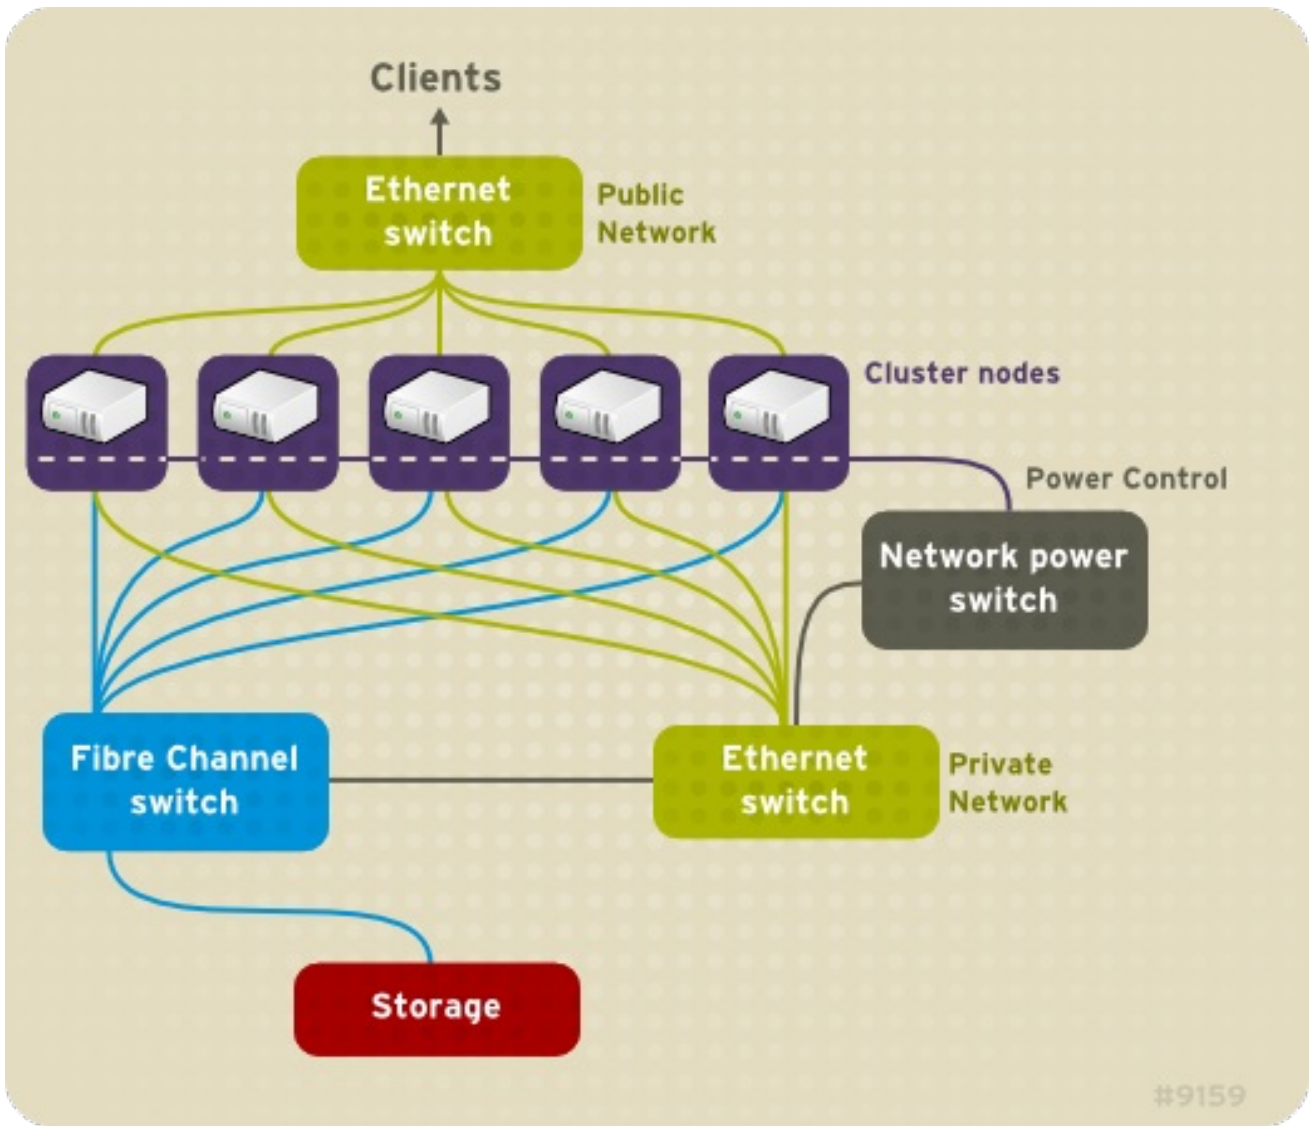 Clients
Ethernet
switch
Public
Network
Cluster nodes
Power Control
Network power
switch
Fibre Channel
switch
Ethernet
switch
Private
Network
Storage
#9159